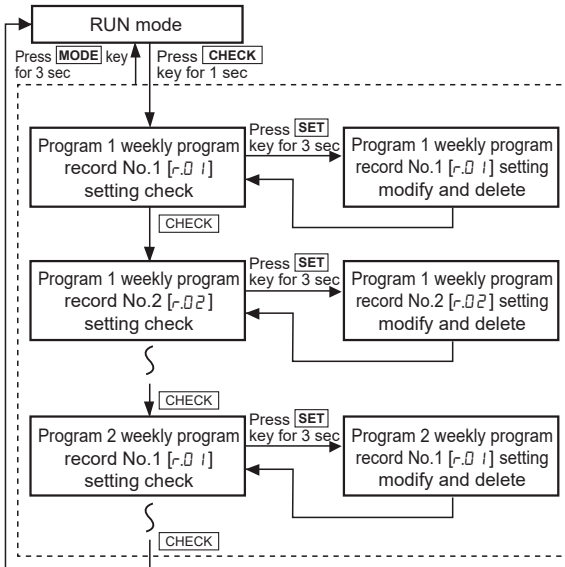 RUN mode
Press MODE key
for 3 sec
Press CHECK
key for 1 sec
Program 1 weekly program
record No.1 [r.01]
setting check
Press SET
key for 3 sec
Program 1 weekly program
record No.1 [r.01] setting
modify and delete
CHECK
Program 1 weekly program
record No.2 [r.02]
setting check
Press SET
key for 3 sec
Program 1 weekly program
record No.2 [r.02] setting
modify and delete
CHECK
Program 2 weekly program
record No.1 [r.01]
setting check
Press SET
key for 3 sec
Program 2 weekly program
record No.1 [r.01] setting
modify and delete
CHECK